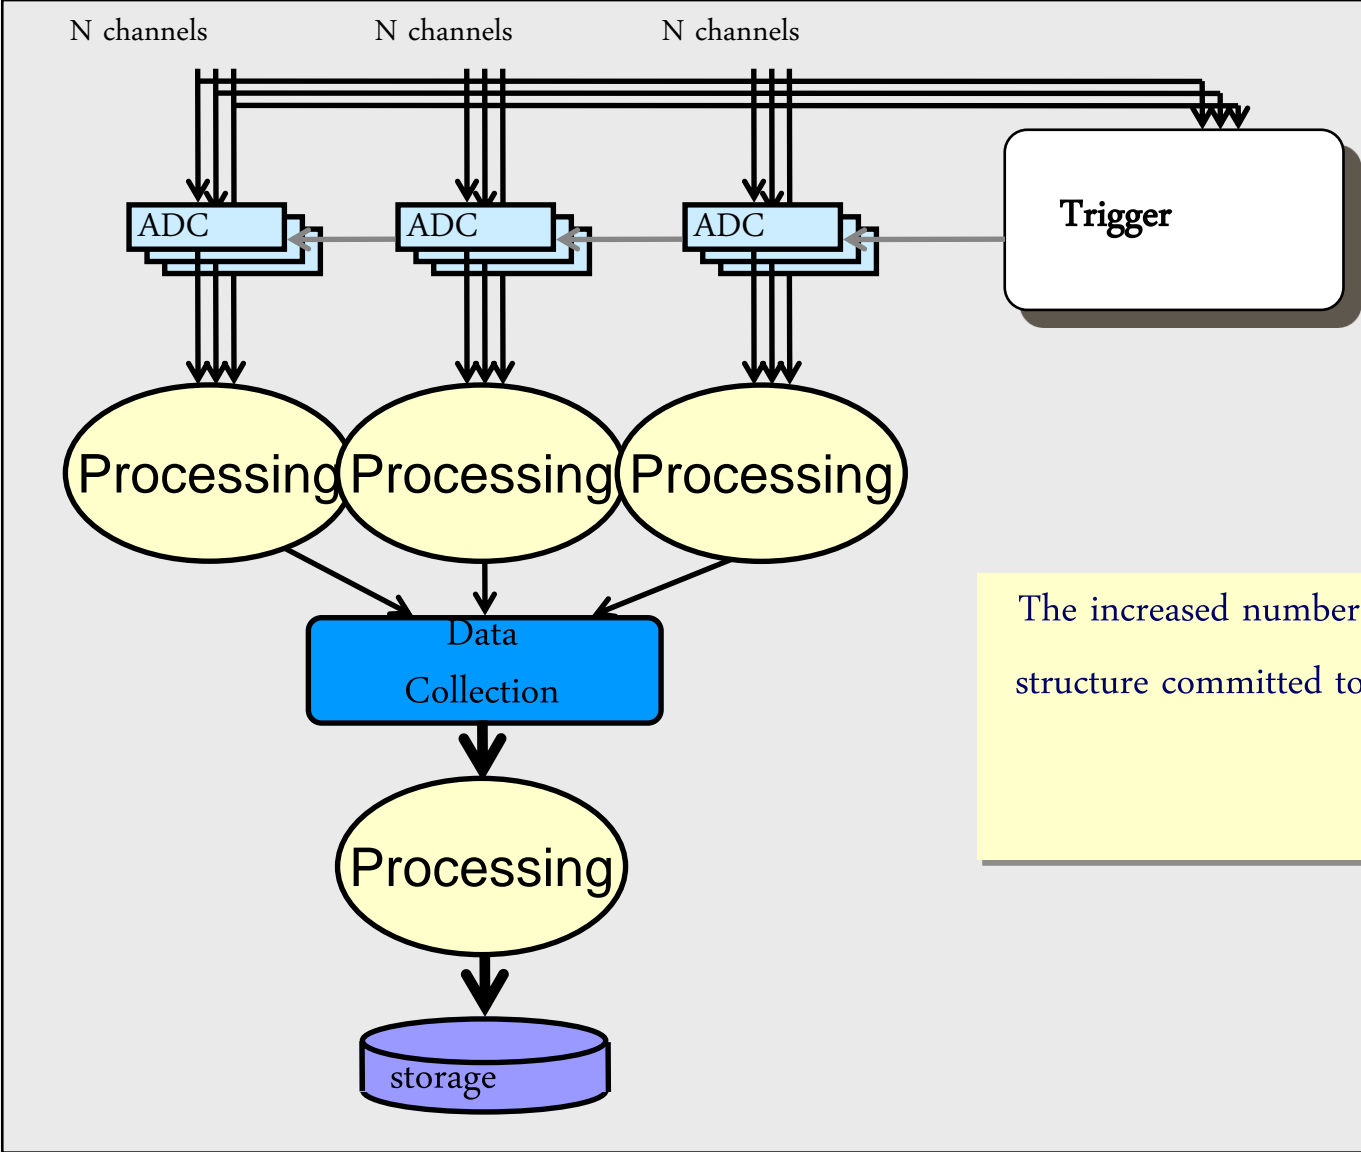 N channels
N channels
N channels
Trigger
ADC
ADC
ADC
Processing
Processing
Processing
The increased number
structure committed to
Data
Collection
Processing
storage